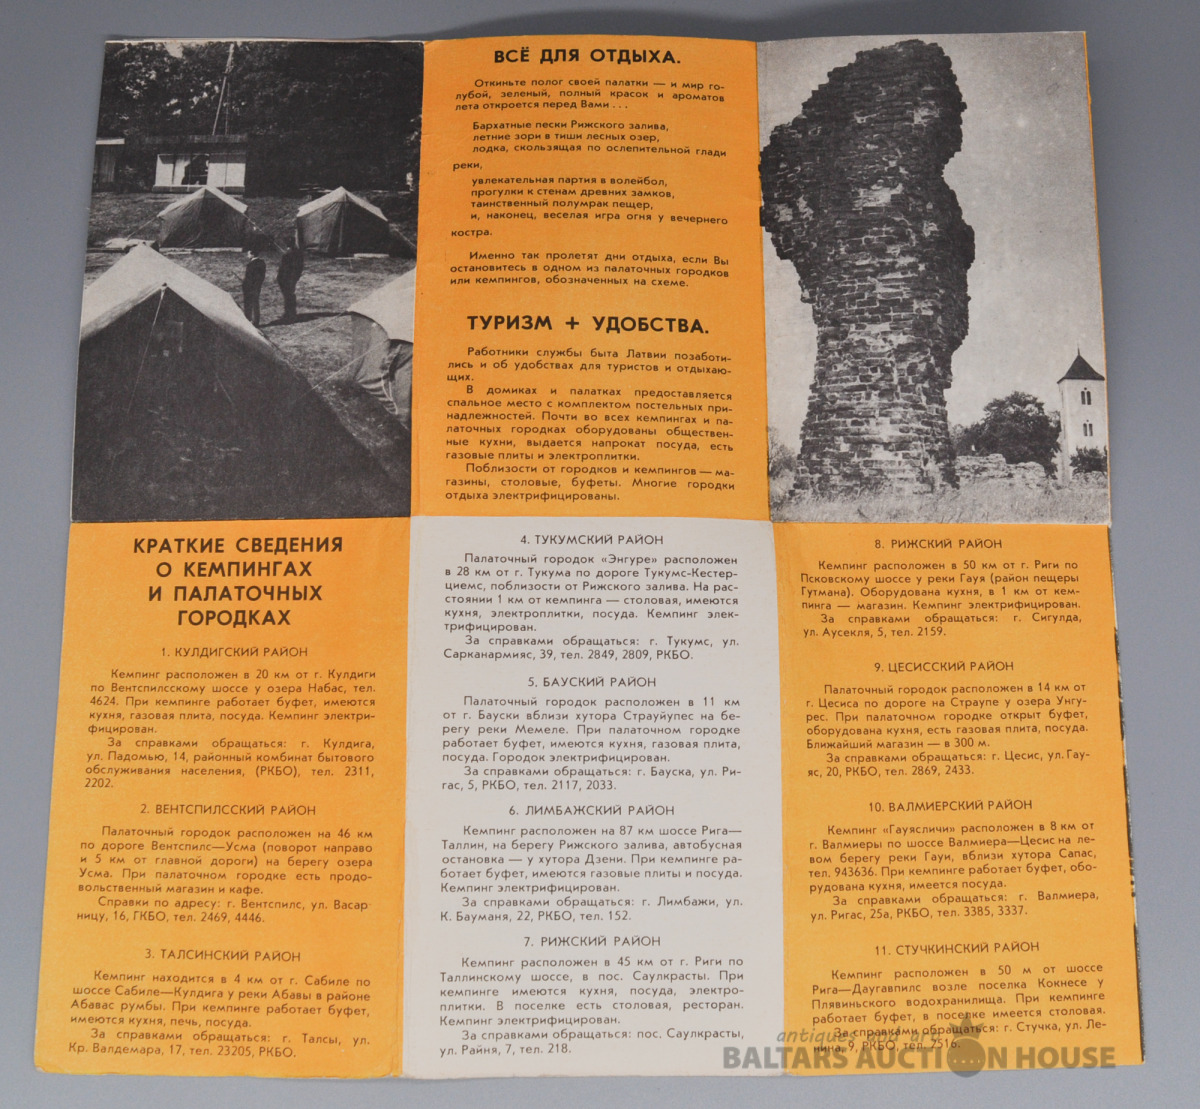 ВСЁ ДЛЯ ОТДЫХА.
Откиньте полог своей палатки — и мир го-
лубой, зеленый, полный красок и ароматов
лета откроется перед Вами . . .
Бархатные пески Рижского залива,
летние зори в тиши лесных озер,
лодка, скользящая по ослепительной глади
реки,
увлекательная партия в волейбол,
прогулки к стенам древних замков,
таинственный полумрак пещер,
и, наконец, веселая игра огня у вечернего
костра.
Именно так пролетят дни отдыха, если Вы
остановитесь в одном из палаточных городков
или кемпингов, обозначенных на схеме.
ТУРИЗМ + УДОБСТВА.
Работники службы быта Латвии позаботи-
лись и об удобствах для туристов и отдыхаю-
щих.
В домиках и палатках предоставляется
спальное место с комплектом постельных при-
надлежностей. Почти во всех кемпингах и па-
латочных городках оборудованы обществен-
ные кухни, выдается напрокат посуда, есть
газовые плиты и электроплитки.
Поблизости от городков и кемпингов — ма-
газины, столовые, буфеты. Многие городки
отдыха электрифицированы.
КРАТКИЕ СВЕДЕНИЯ
О КЕМПИНГАХ
И ПАЛАТОЧНЫХ
ГОРОДКАХ
1. КУЛДИГСКИЙ РАЙОН
Кемпинг расположен в 20 км от г. Кулдиги
по Вентспилсскому шоссе у озера Набас, тел.
4624. При кемпинге работает буфет, имеются
кухня, газовая плита, посуда. Кемпинг электри-
фицирован.
За справками обращаться: г. Кулдига,
ул. Падомью, 14, районный комбинат бытового
обслуживания населения, (РКБО), тел. 2311,
2202.
2. ВЕНТСПИЛССКИЙ РАЙОН
Палаточный городок расположен на 46 км
по дороге Вентспилс—Усма (поворот направо
и 5 км от главной дороги) на берегу озера
Усма. При палаточном городке есть продо-
вольственный магазин и кафе.
Справки по адресу: г. Вентспилс, ул. Васар-
ницу, 16, ГКБО, тел. 2469, 4446.
3. ТАЛСИНСКИЙ РАЙОН
Кемпинг находится в 4 км от г. Сабиле по
шоссе Сабиле—Кулдига у реки Абавы в районе
Абавас румбы. При кемпинге работает буфет,
имеются кухня, печь, посуда.
За справками обращаться: г. Талсы, ул.
Кр. Валдемара, 17, тел. 23205, РКБО.
4. ТУКУМСКИЙ РАЙОН
Палаточный городок «Энгуре» расположен
в 28 км от г. Тукума по дороге Тукумс-Кестер-
циемс, поблизости от Рижского залива. На рас-
стоянии 1 км от кемпинга — столовая, имеются
кухня, электроплитки, посуда. Кемпинг элек-
трифицирован.
За справками обращаться: г. Тукумс, ул.
Сарканармияс, 39, тел. 2849, 2809, РКБО.
5. БАУСКИЙ РАЙОН
Палаточный городок расположен в 11 км
от г. Бауски вблизи хутора Страуйупес на бе-
регу реки Мемеле. При палаточном городке
работает буфет, имеются кухня, газовая плита,
посуда. Городок электрифицирован.
За справками обращаться: г. Бауска, ул. Ри-
гас, 5, РКБО, тел. 2117, 2033.
6. ЛИМБАЖСКИЙ РАЙОН
Кемпинг расположен на 87 км шоссе Рига—
Таллин, на берегу Рижского залива, автобусная
остановка — у хутора Дзени. При кемпинге ра-
ботает буфет, имеются газовые плиты и посуда.
Кемпинг электрифицирован.
За справками обращаться: г. Лимбажи, ул.
К. Бауманя, 22, РКБО, тел. 152.
7. РИЖСКИЙ РАЙОН
Кемпинг расположен в 45 км от г. Риги по
Таллинскому шоссе, в пос. Саулкрасты. При
кемпинге имеются кухня, посуда, электро-
плитки. В поселке есть столовая, ресторан.
Кемпинг электрифицирован.
За справками обращаться: пос. Саулкрасты,
ул. Райня, 7, тел. 218.
8. РИЖСКИЙ РАЙОН
Кемпинг расположен в 50 км от г. Риги по
Псковскому шоссе у реки Гауя (район пещеры
Гутмана). Оборудована кухня, в 1 км от кем-
пинга — магазин. Кемпинг электрифицирован.
За справками обращаться: г. Сигулда,
ул. Аусекля, 5, тел. 2159.
9. ЦЕСИССКИЙ РАЙОН
Палаточный городок расположен в 14 км от
г. Цесиса по дороге на Страупе у озера Унгу-
рес. При палаточном городке открыт буфет,
оборудована кухня, есть газовая плита, посуда.
Ближайший магазин — в 300 м.
За справками обращаться: г. Цесис, ул. Гау-
яс, 20, РКБО, тел. 2869, 2433.
10. ВАЛМИЕРСКИЙ РАЙОН
Кемпинг «Гауясличи» расположен в 8 км от
г. Валмиеры по шоссе Валмиера—Цесис на ле-
вом берегу реки Гауи, вблизи хутора Сапас,
тел. 943636. При кемпинге работает буфет, обо-
рудована кухня, имеется посуда.
За справками обращаться: г. Валмиера,
ул. Ригас, 25а, РКБО, тел. 3385, 3337.
11. СТУЧКИНСКИЙ РАЙОН
Кемпинг расположен в 50 м от шоссе
Рига—Даугавпилс возле поселка Кокнесе у
Плявиньского водохранилища. При кемпинге
работает буфет, в поселке имеется столовая.
За справками обращаться: г. Стучка, ул. Ле-
нина, 9, РКБО, тел. 7516.
antiques and art
BALTARS AUCTION HOUSE